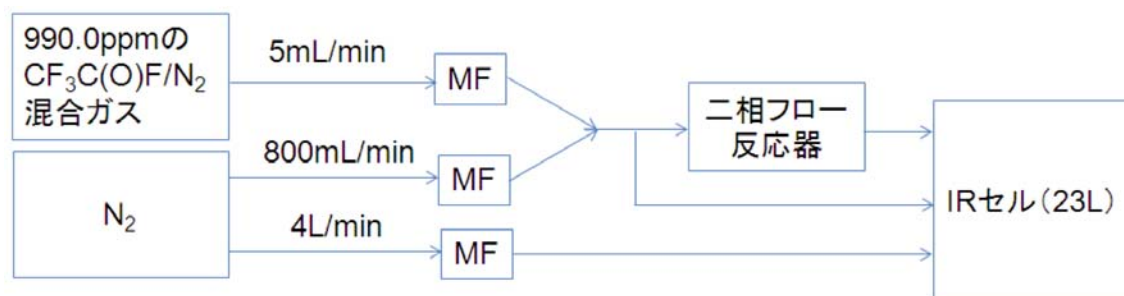 990.0ppmの
CF₃C(O)F/N₂
混合ガス
5mL/min
MF
二相フロー
反応器
800mL/min
MF
N₂
4L/min
MF
IRセル(23L)